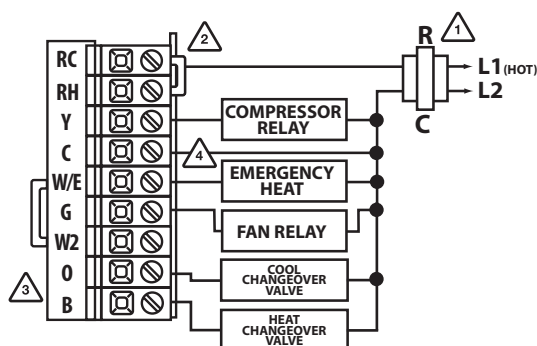 RC
RH
Y
C
W/E
G
W2
O
B
2
4
3
COMPRESSOR
RELAY
EMERGENCY
HEAT
FAN RELAY
COOL
CHANGEOVER
VALVE
HEAT
CHANGEOVER
VALVE
R
1
L1(HOT)
L2
C